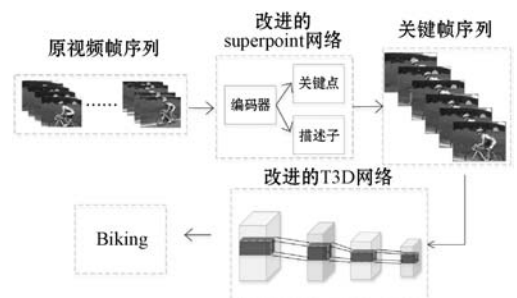 原视频帧序列
改进的
superpoint网络
关键帧序列
……
编码器
关键点
描述子
改进的T3D网络
Biking